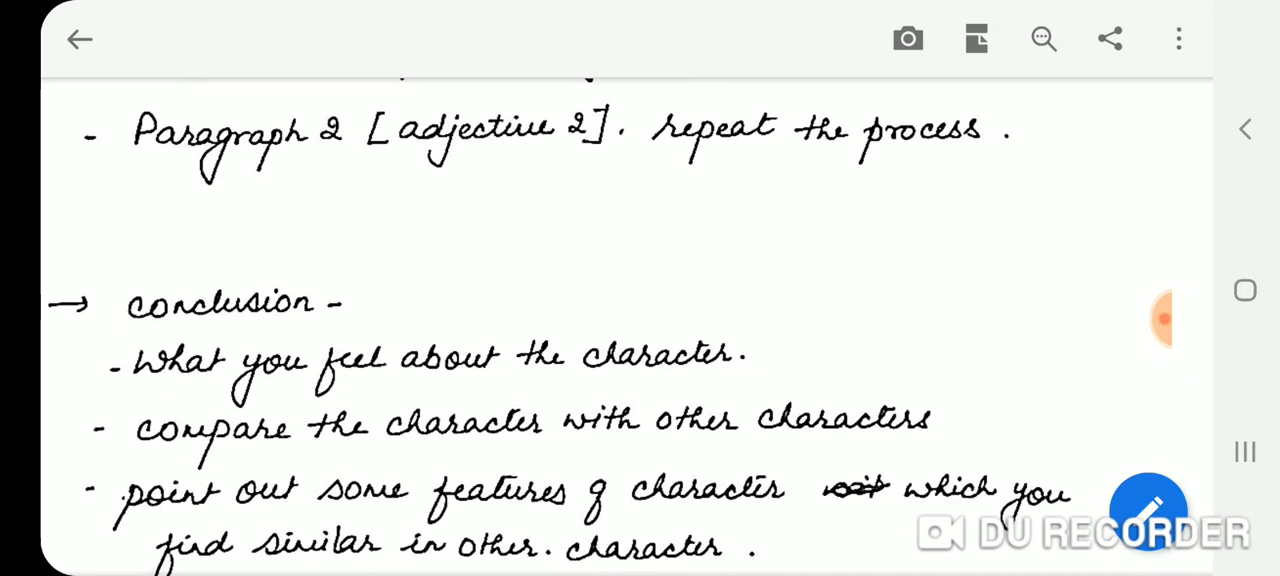 - Paragraph 2 [adjective 2]. repeat the process.
→ conclusion -
- What you feel about the character.
- compare the character with other characters
- point out some features of character which you
find similar in other. character.
DU RECORDER